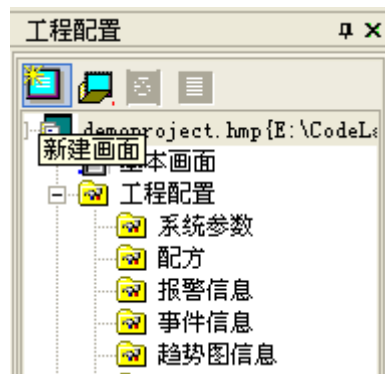 工程配置
demoproject.hmp{E:\CodeLa
新建画面
基本画面
工程配置
系统参数
配方
报警信息
事件信息
趋势图信息